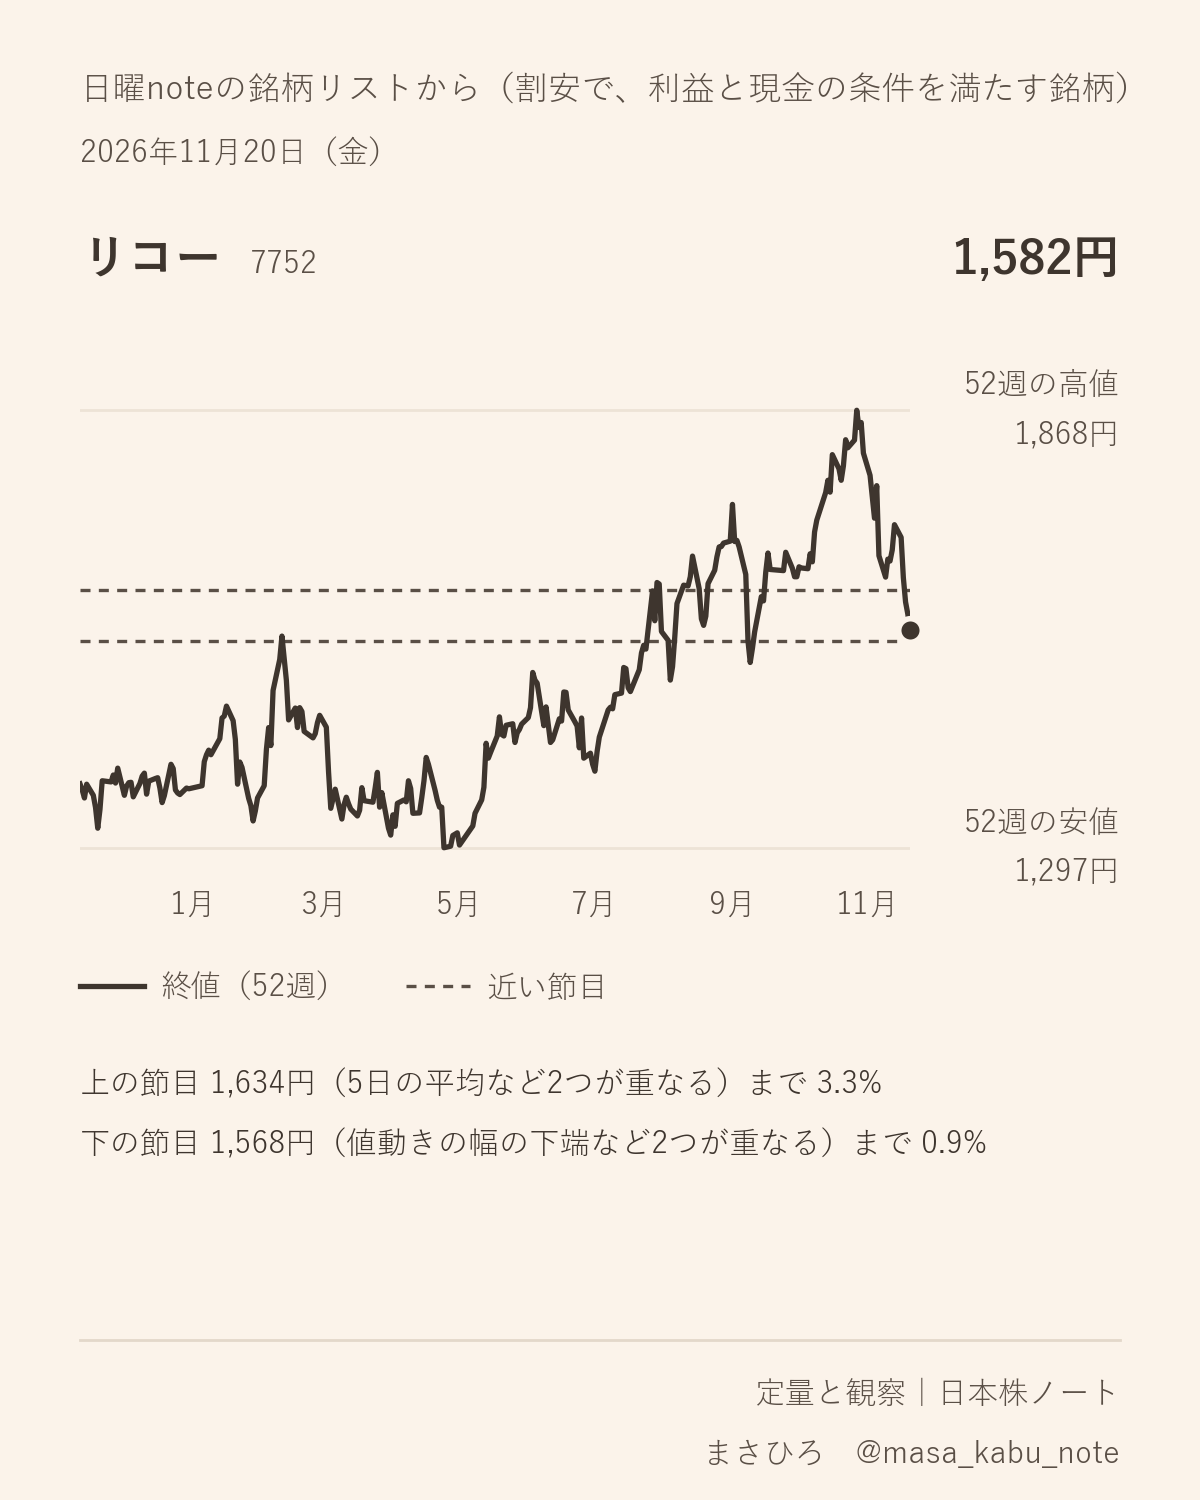 日曜noteの銘柄リストから（割安で、利益と現金の条件を満たす銘柄）
2026年11月20日（金）
リコー 7752 1,582円
52週の高値
1,868円
52週の安値
1,297円
1月 3月 5月 7月 9月 11月
終値（52週） 近い節目
上の節目 1,634円（5日の平均など2つが重なる）まで 3.3%
下の節目 1,568円（値動きの幅の下端など2つが重なる）まで 0.9%
定量と観察｜日本株ノート
まさひろ　@masa_kabu_note